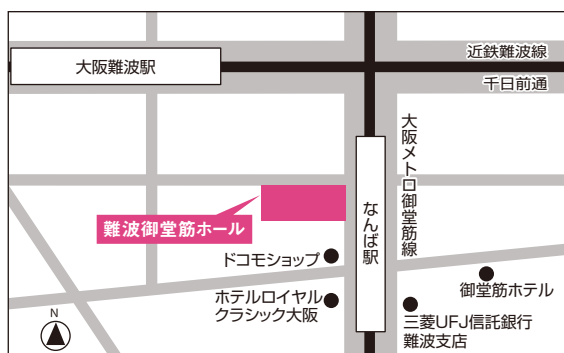 近鉄難波線
大阪難波駅
千日前通
大阪メトロ御堂筋線
なんば駅
難波御堂筋ホール
ドコモショップ
御堂筋ホテル
ホテルロイヤル
クラシック大阪
三菱UFJ信託銀行
難波支店
N